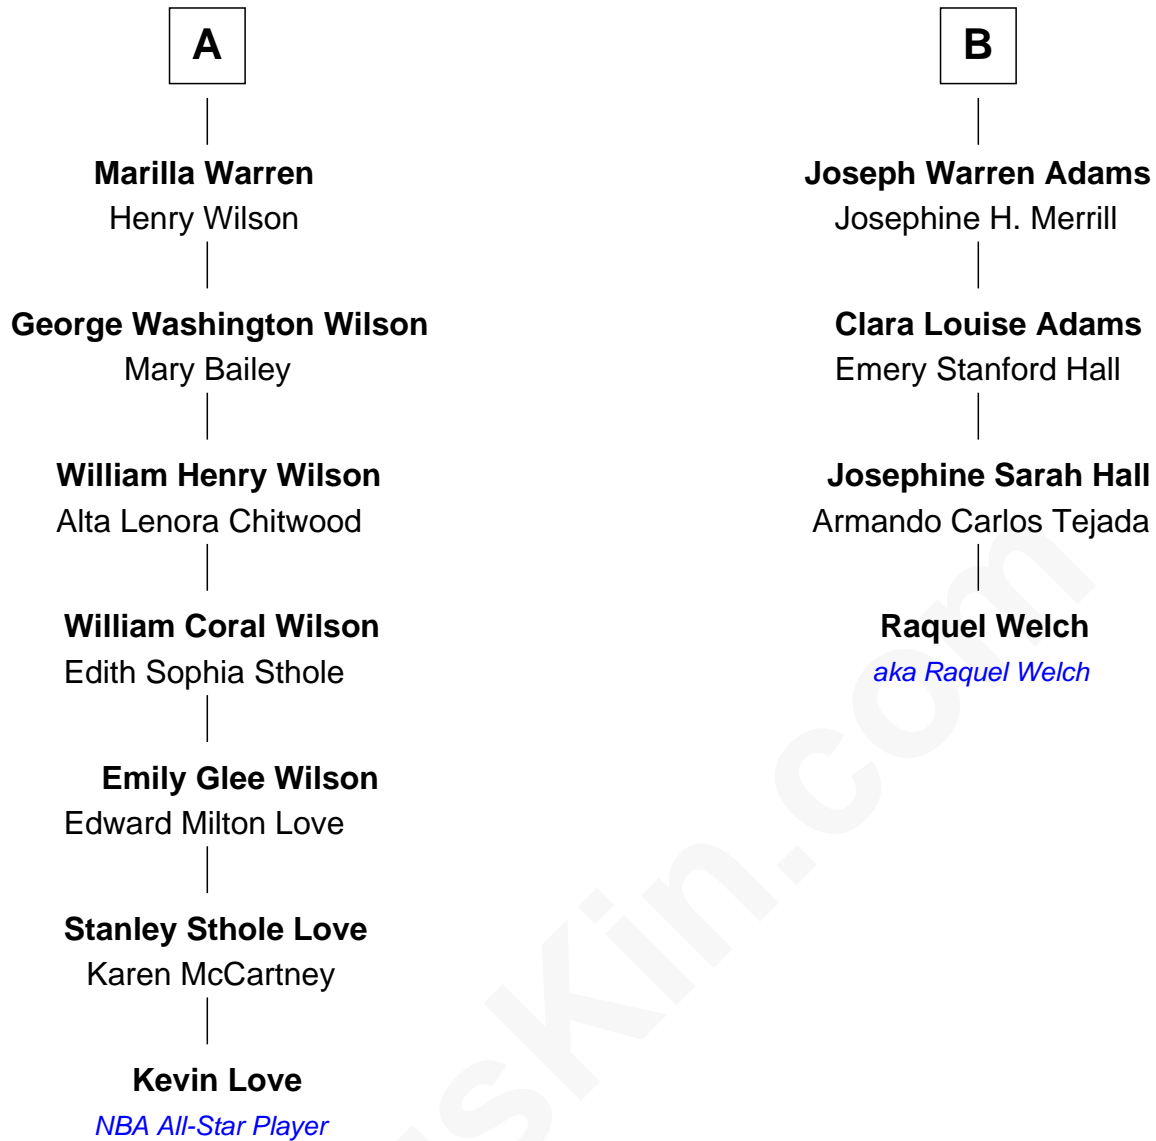 A
Marilla Warren
Henry Wilson
George Washington Wilson
Mary Bailey
William Henry Wilson
Alta Lenora Chitwood
William Coral Wilson
Edith Sophia Sthole
Emily Glee Wilson
Edward Milton Love
Stanley Sthole Love
Karen McCartney
Kevin Love
NBA All-Star Player
B
Joseph Warren Adams
Josephine H. Merrill
Clara Louise Adams
Emery Stanford Hall
Josephine Sarah Hall
Armando Carlos Tejada
Raquel Welch
aka Raquel Welch
sKin.com